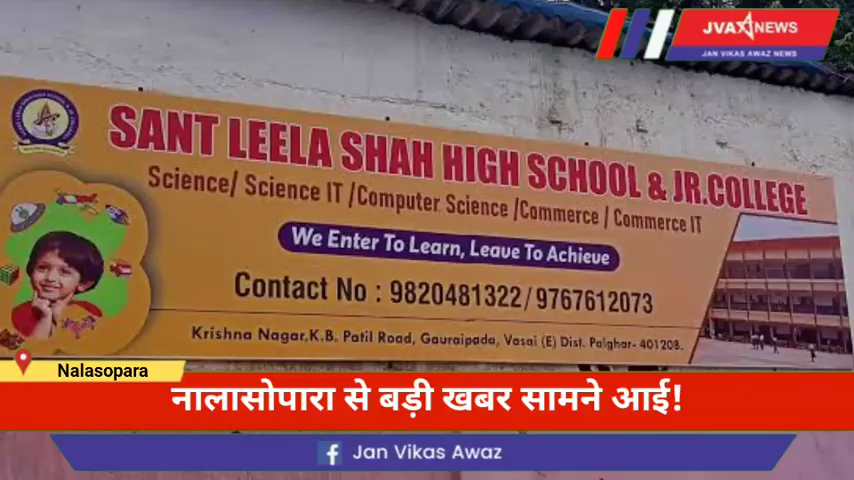 JVA NEWS
JAN VIKAS AWAZ NEWS
SANT LEELA SHAH HIGH SCHOOL & JR.COLLEGE
Science/ Science IT /Computer Science /Commerce / Commerce IT
We Enter To Learn, Leave To Achieve
Contact No : 9820481322/9767612073
Krishna Nagar,K.B. Patil Road, Gauraipada, Vasai (E) Dist. Palghar- 401208.
Nalasopara
नालासोपारा से बड़ी खबर सामने आई!
Jan Vikas Awaz